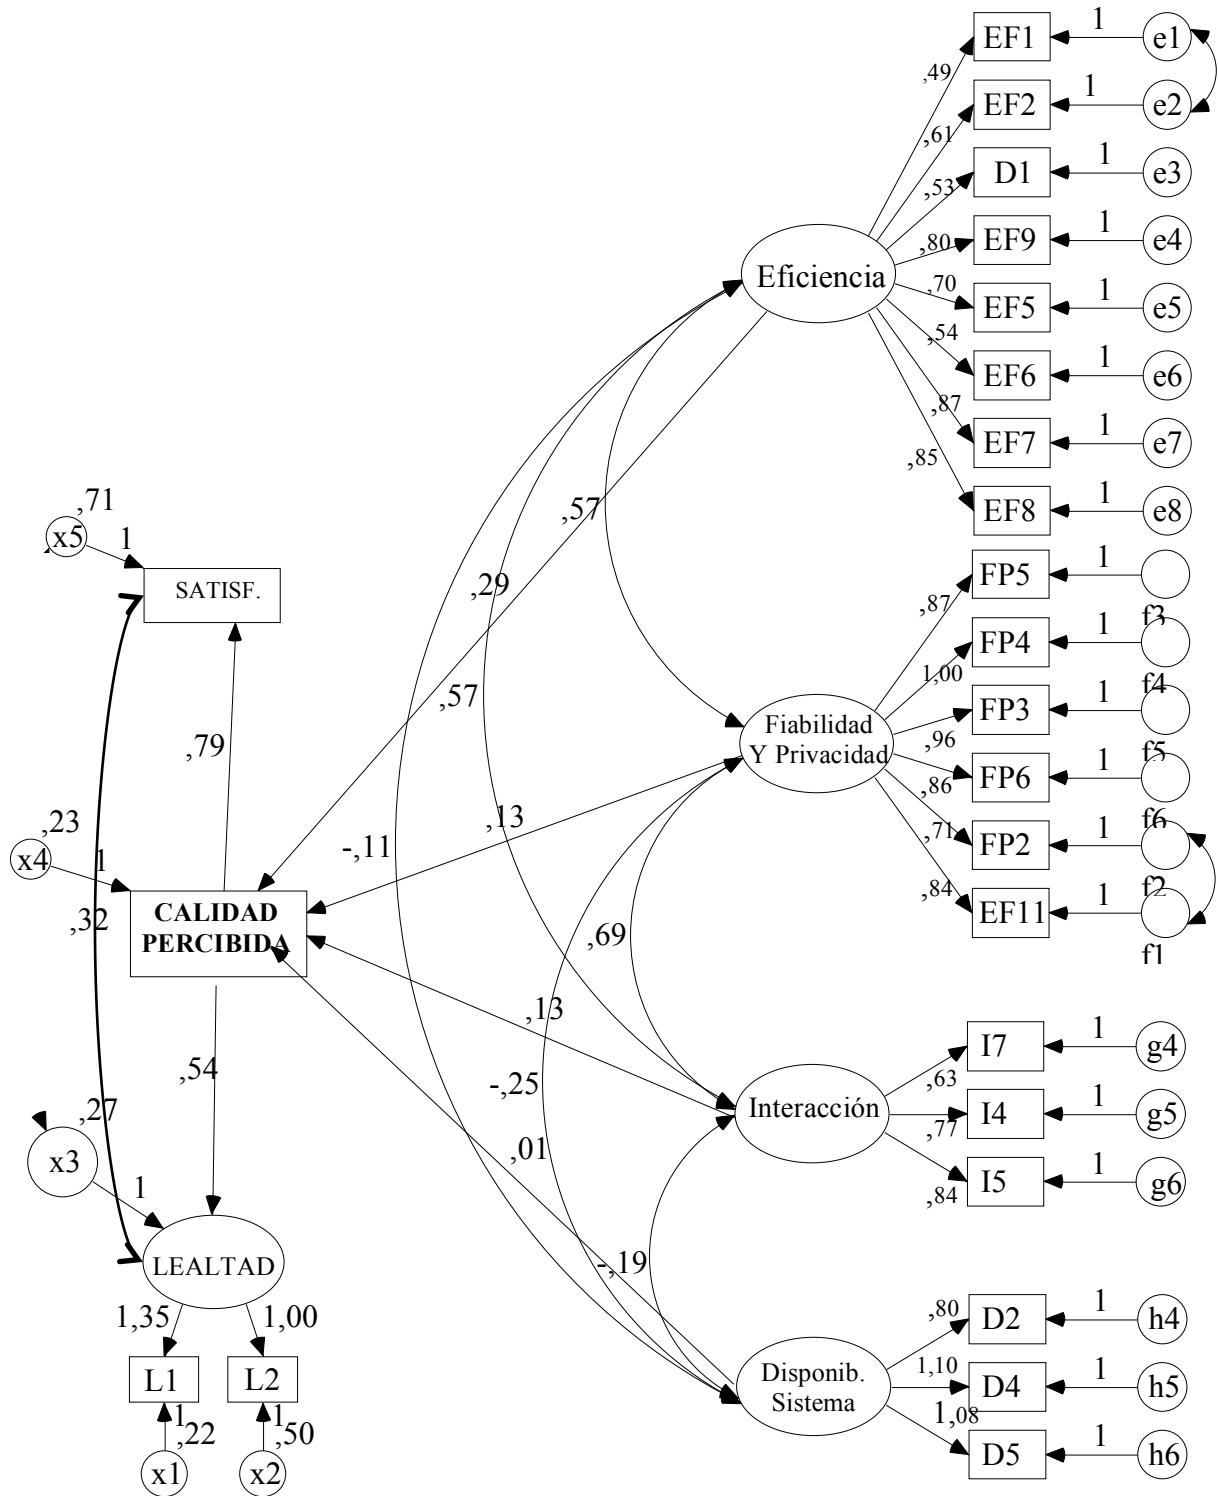 EF1
1
e1
,49
EF2
1
e2
,61
D1
1
e3
,53
EF9
1
e4
,80
Eficiencia
EF5
1
e5
,70
EF6
1
e6
,54
EF7
1
e7
,87
EF8
1
e8
,85
,57
,71
x5
1
SATISF.
,29
FP5
1
f3
,87
FP4
1
f4
1,00
,57
Fiabilidad
Y Privacidad
FP3
1
f5
,96
,79
FP6
1
f6
,86
,23
x4
1
,13
-,11
FP2
1
f2
,71
CALIDAD
PERCIBIDA
,32
EF11
1
f1
,84
,69
,13
I7
1
g4
,63
,54
-,25
Interacción
I4
1
g5
,77
,27
x3
1
,01
I5
1
g6
,84
LEALTAD
-,19
1,35
1,00
D2
1
h4
,80
L1
L2
Disponib.
Sistema
D4
1
h5
1,10
1
,22
1
,50
D5
1
h6
1,08
x1
x2